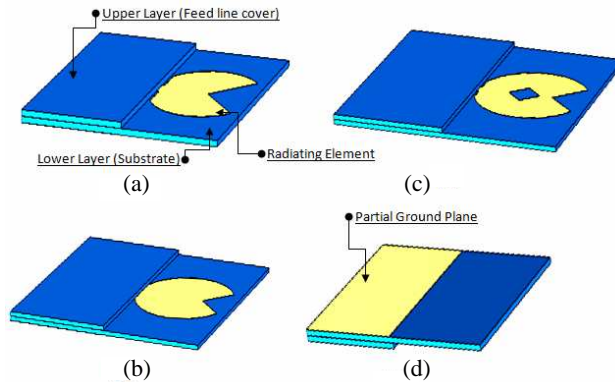 Upper Layer (Feed line cover)
Lower Layer (Substrate)
Radiating Element
(a)
(c)
Partial Ground Plane
(b)
(d)